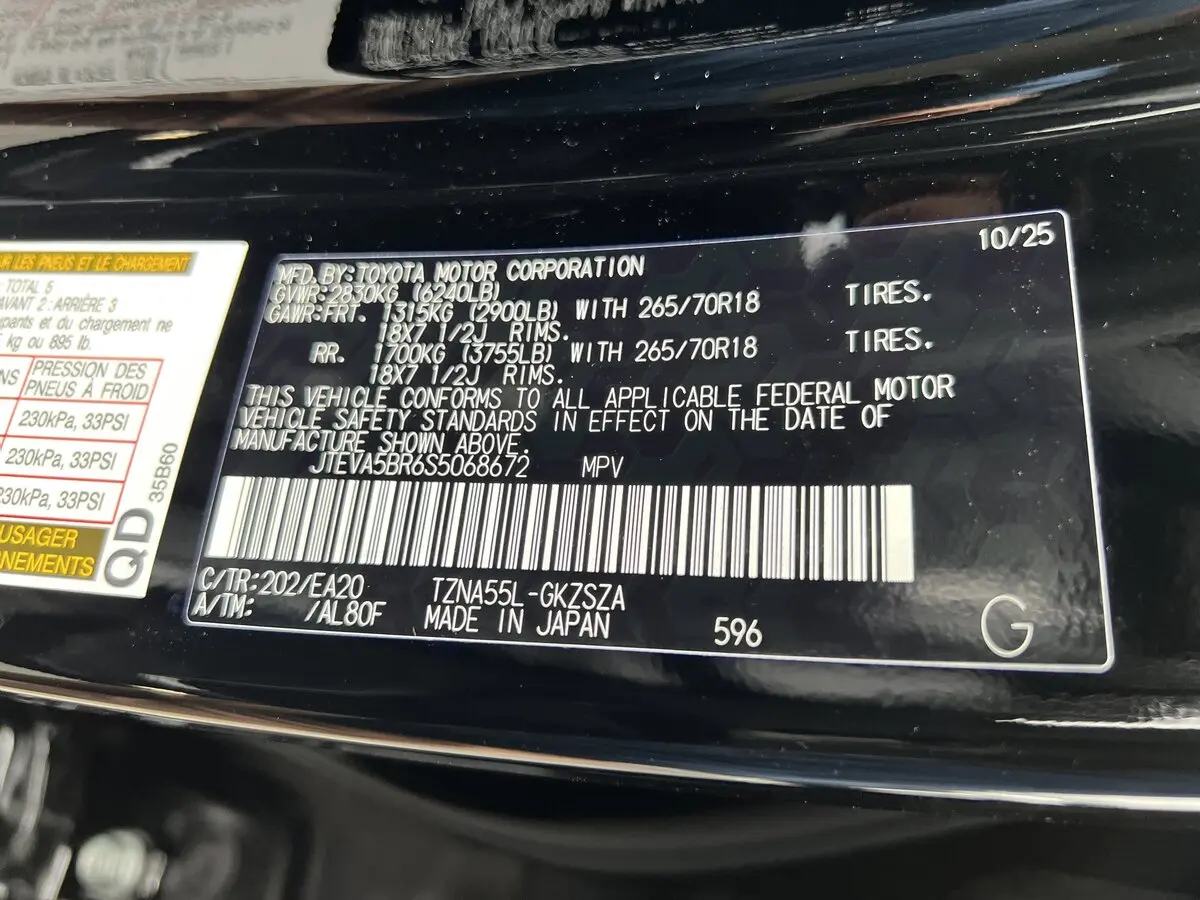 UR LES PNEUS ET LE CHARGEMENT
TOTAL 5
AVANT 2 : ARRIÈRE 3
pants et du chargement ne
kg ou 895 lb.
NS
PRESSION DES
PNEUS À FROID
230kPa, 33PSI
230kPa, 33PSI
230kPa, 33PSI
USAGER
NEMENTS
35B60
QD
10/25
MFD.BY:TOYOTA MOTOR CORPORATION
GVWR:2830KG (6240LB)
GAWR:FRT. 1315KG (2900LB) WITH 265/70R18 TIRES.
18X7 1/2J RIMS.
RR. 1700KG (3755LB) WITH 265/70R18 TIRES.
18X7 1/2J RIMS.
THIS VEHICLE CONFORMS TO ALL APPLICABLE FEDERAL MOTOR
VEHICLE SAFETY STANDARDS IN EFFECT ON THE DATE OF
MANUFACTURE SHOWN ABOVE.
JTEVA5BR6S5068672 MPV
C/TR:202/EA20 TZNA55L-GKZSZA
A/TM: /AL80F MADE IN JAPAN 596
G